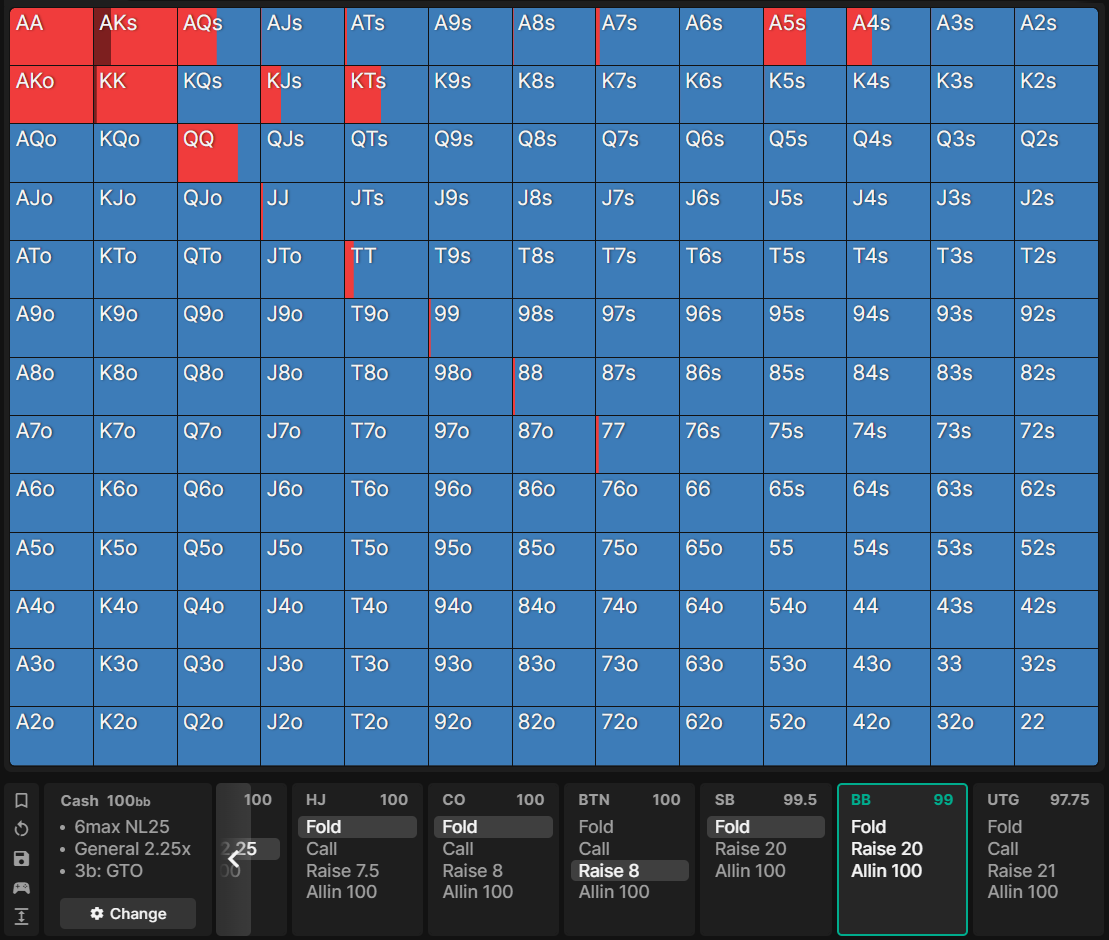 AA AKs AQs AJs ATs A9s A8s A7s A6s A5s A4s A3s A2s
AKo KK KQs KJs KTs K9s K8s K7s K6s K5s K4s K3s K2s
AQo KQo QQ QJs QTs Q9s Q8s Q7s Q6s Q5s Q4s Q3s Q2s
AJo KJo QJo JJ JTs J9s J8s J7s J6s J5s J4s J3s J2s
ATo KTo QTo JTo TT T9s T8s T7s T6s T5s T4s T3s T2s
A9o K9o Q9o J9o T9o 99 98s 97s 96s 95s 94s 93s 92s
A8o K8o Q8o J8o T8o 98o 88 87s 86s 85s 84s 83s 82s
A7o K7o Q7o J7o T7o 97o 87o 77 76s 75s 74s 73s 72s
A6o K6o Q6o J6o T6o 96o 86o 76o 66 65s 64s 63s 62s
A5o K5o Q5o J5o T5o 95o 85o 75o 65o 55 54s 53s 52s
A4o K4o Q4o J4o T4o 94o 84o 74o 64o 54o 44 43s 42s
A3o K3o Q3o J3o T3o 93o 83o 73o 63o 53o 43o 33 32s
A2o K2o Q2o J2o T2o 92o 82o 72o 62o 52o 42o 32o 22
Cash 100bb
• 6max NL25
• General 2.25x
• 3b: GTO
Change
100
2.25
00
HJ 100
Fold
Call
Raise 7.5
Allin 100
CO 100
Fold
Call
Raise 8
Allin 100
BTN 100
Fold
Call
Raise 8
Allin 100
SB 99.5
Fold
Raise 20
Allin 100
BB 99
Fold
Raise 20
Allin 100
UTG 97.75
Fold
Call
Raise 21
Allin 100